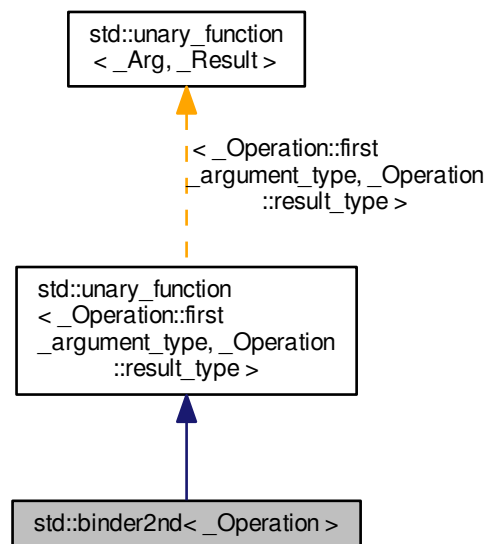 std::unary_function
< _Arg, _Result >
< _Operation::first
_argument_type, _Operation
::result_type >
std::unary_function
< _Operation::first
_argument_type, _Operation
::result_type >
std::binder2nd< _Operation >